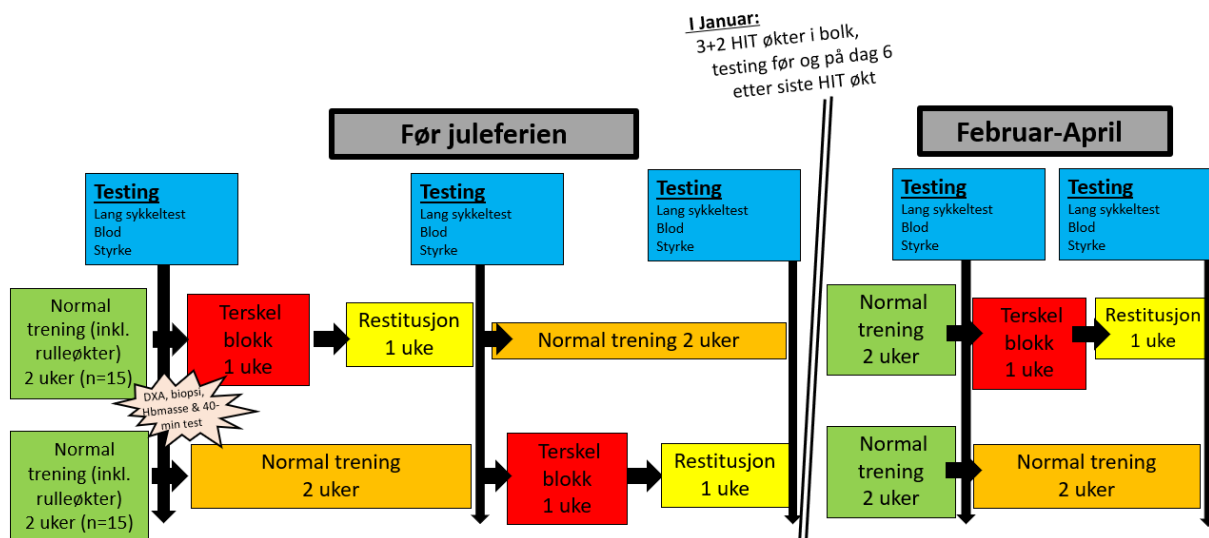 I Januar:
3+2 HIT økter i bolk,
testing før og på dag 6
etter siste HIT økt
Før juleferien
Februar-April
Testing
Lang sykkeltest
Blod
Styrke
Testing
Lang sykkeltest
Blod
Styrke
Testing
Lang sykkeltest
Blod
Styrke
Testing
Lang sykkeltest
Blod
Styrke
Testing
Lang sykkeltest
Blod
Styrke
Normal
trening (inkl.
rulleøkter)
2 uker (n=15)
Terskel
blokk
1 uke
Restitusjon
1 uke
Normal trening 2 uker
Normal
trening
2 uker
Terskel
blokk
1 uke
Restitusjon
1 uke
DXA, biopsi,
Hbmasse & 40-
min test
Normal
trening (inkl.
rulleøkter)
2 uker (n=15)
Normal trening
2 uker
Terskel
blokk
1 uke
Restitusjon
1 uke
Normal
trening
2 uker
Normal trening
2 uker